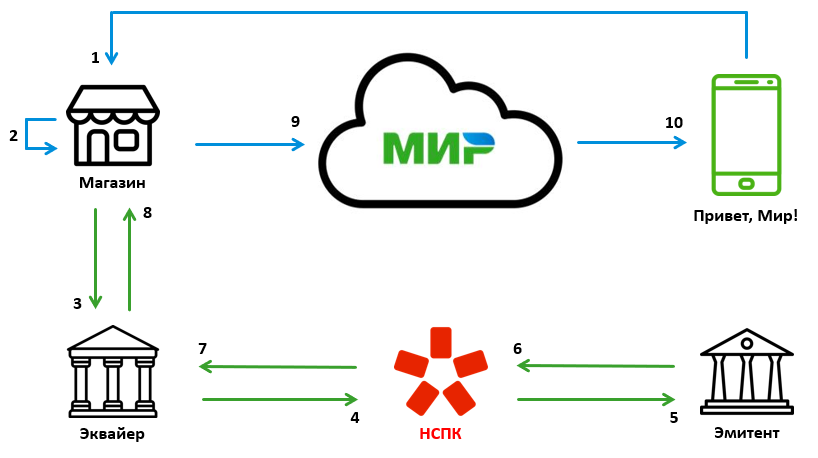 1
2
9
МИР
10
Магазин
Привет, Мир!
8
3
7
6
4
5
Эквайер
НСПК
Эмитент